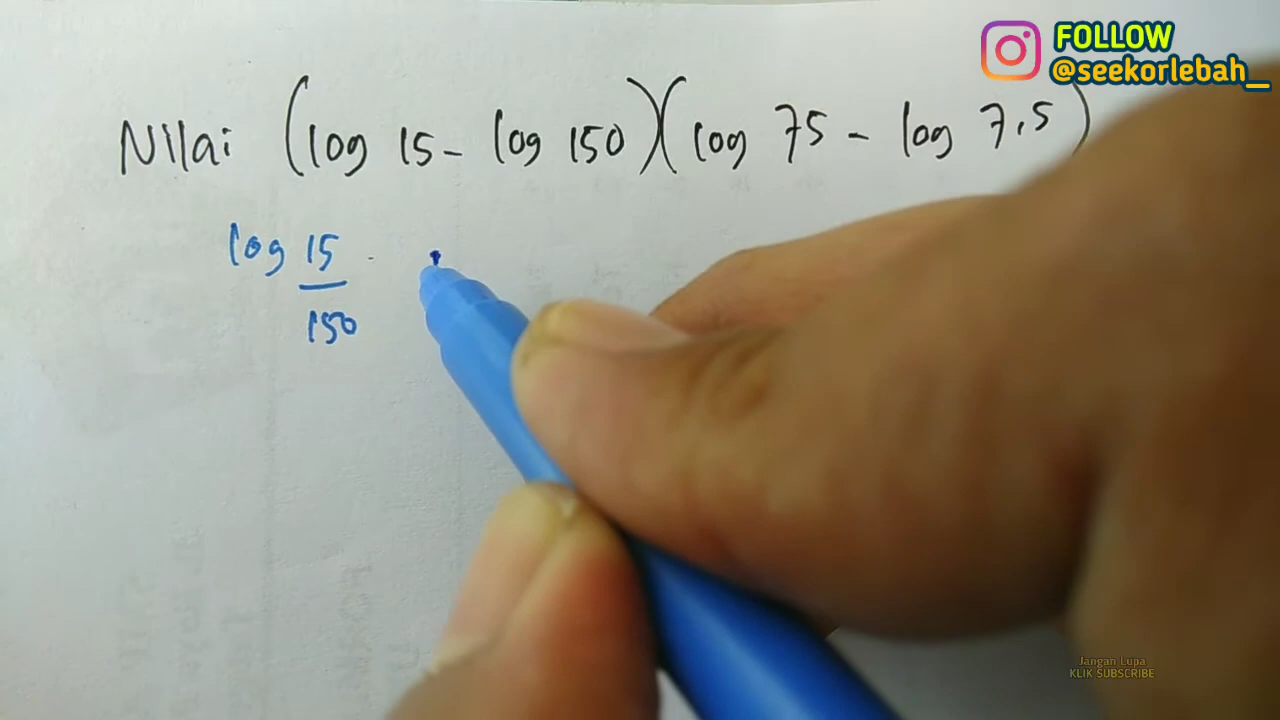 FOLLOW
@seekorlebah_
Nilai (log 15 - log 150)(log 75 - log 7,5)
log 15
150
Jangan Lupa
KLIK SUBSCRIBE